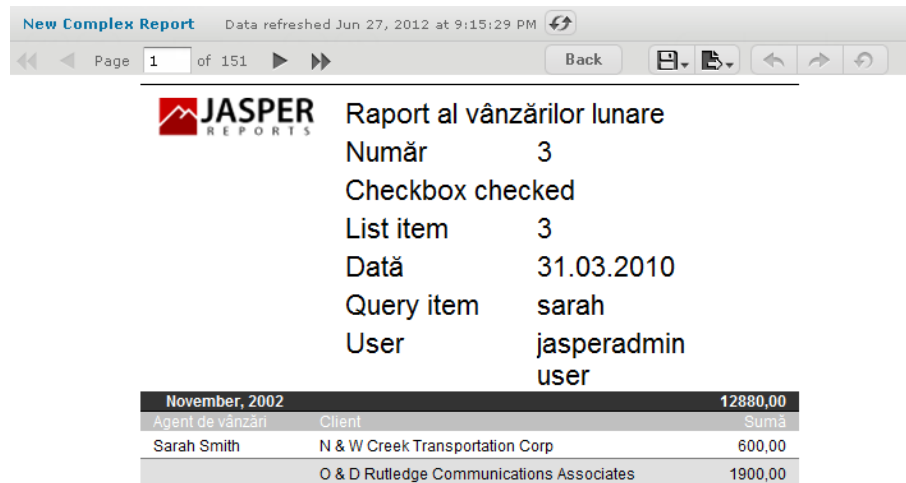 New Complex Report Data refreshed Jun 27, 2012 at 9:15:29 PM
Page 1 of 151 Back
JASPER
REPORTS
Raport al vânzărilor lunare
Număr 3
Checkbox checked
List item 3
Dată 31.03.2010
Query item sarah
User jasperadmin
user
November, 2002 12880,00
Agent de vânzări Client Sumă
Sarah Smith N & W Creek Transportation Corp 600,00
O & D Rutledge Communications Associates 1900,00